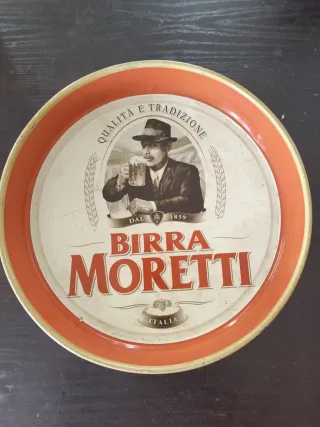 QUALITÀ E TRADIZIONE
DAL 1859
BIRRA
MORETTI
ITALIA